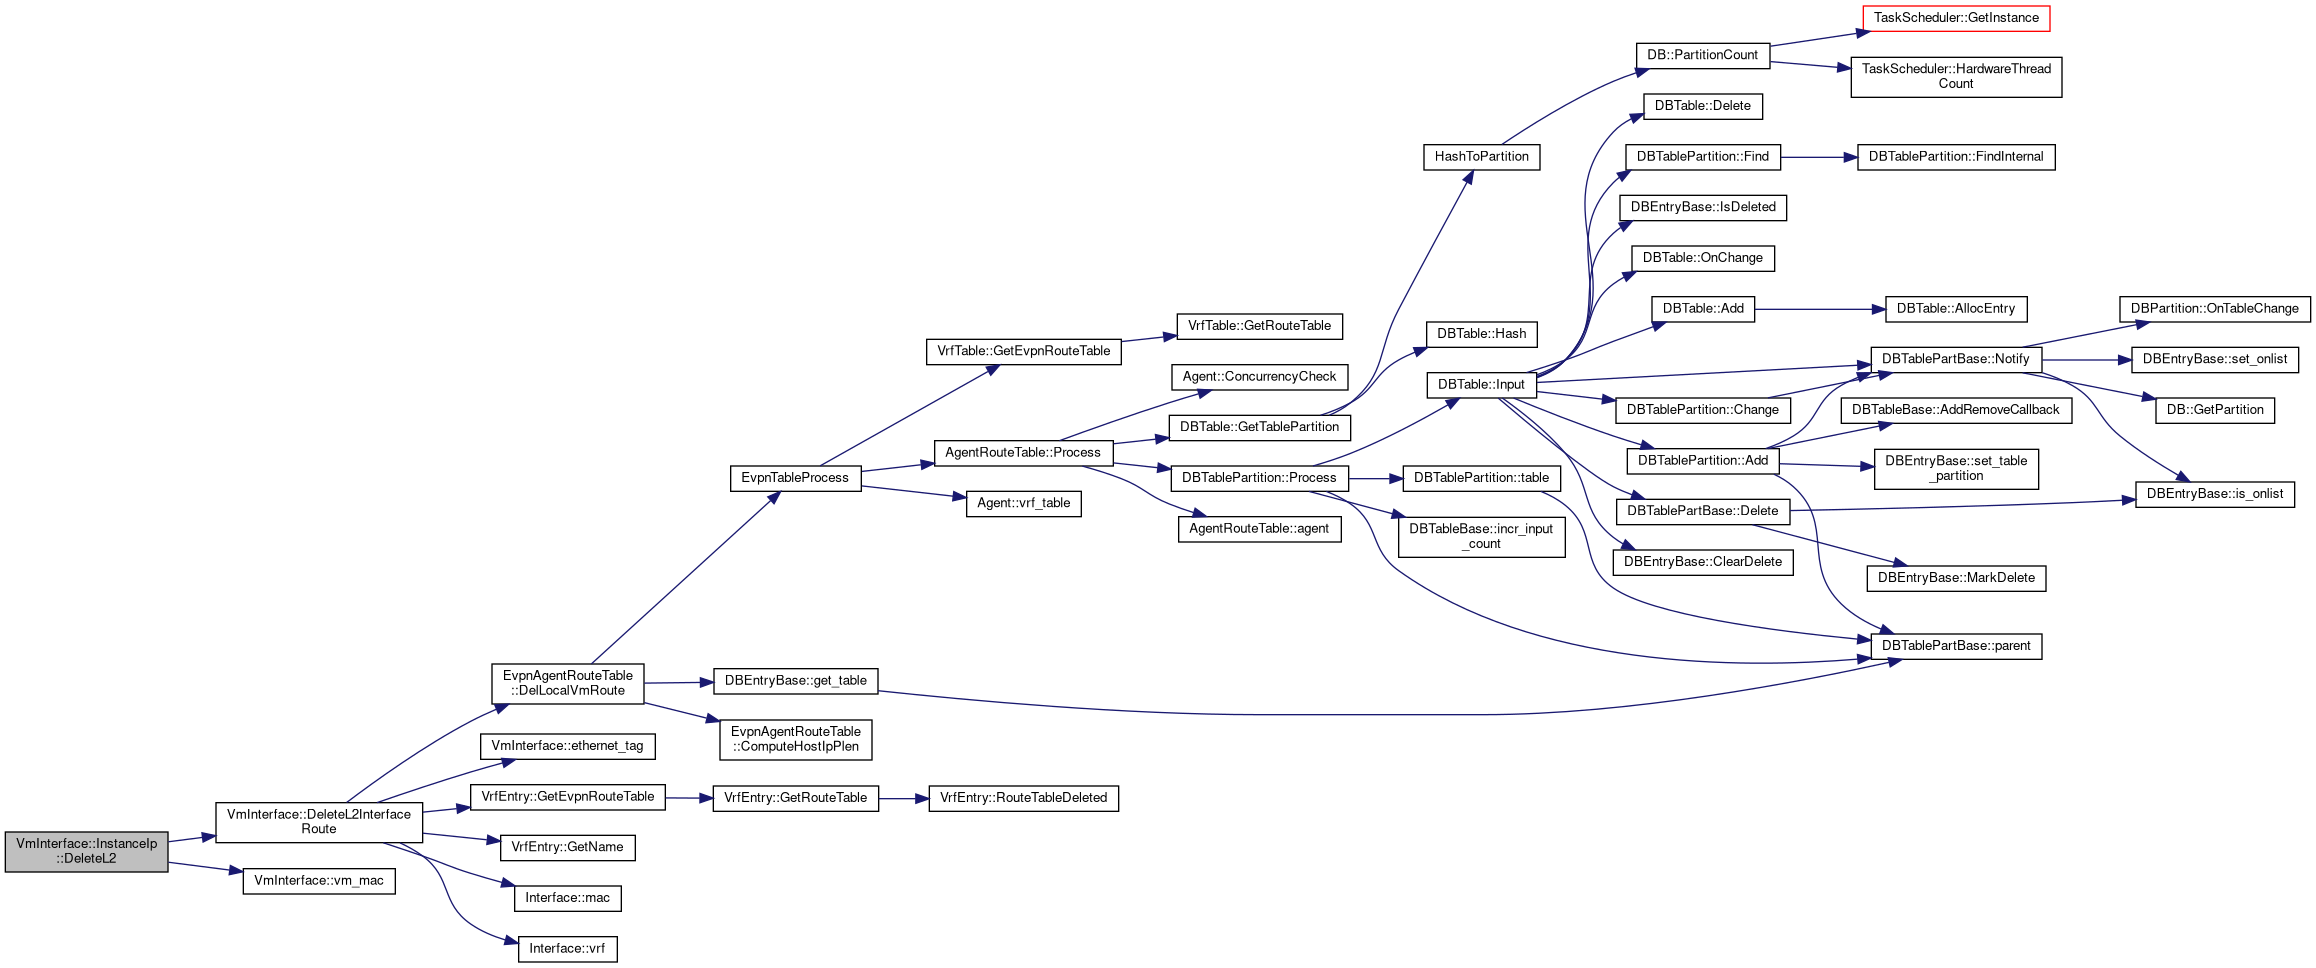 VmInterface::InstanceIp
::DeleteL2
VmInterface::DeleteL2Interface
Route
VmInterface::vm_mac
EvpnAgentRouteTable
::DelLocalVmRoute
VmInterface::ethernet_tag
VrfEntry::GetEvpnRouteTable
VrfEntry::GetName
Interface::mac
Interface::vrf
EvpnTableProcess
DBEntryBase::get_table
EvpnAgentRouteTable
::ComputeHostIpPlen
VrfEntry::GetRouteTable
VrfTable::GetEvpnRouteTable
AgentRouteTable::Process
Agent::vrf_table
VrfEntry::RouteTableDeleted
VrfTable::GetRouteTable
Agent::ConcurrencyCheck
DBTable::GetTablePartition
DBTablePartition::Process
AgentRouteTable::agent
HashToPartition
DBTable::Hash
DBTable::Input
DBTablePartition::table
DBTableBase::incr_input
_count
DB::PartitionCount
DBTable::Delete
DBTablePartition::Find
DBEntryBase::IsDeleted
DBTable::OnChange
DBTable::Add
DBTablePartition::Change
DBTablePartition::Add
DBTablePartBase::Delete
DBEntryBase::ClearDelete
TaskScheduler::GetInstance
TaskScheduler::HardwareThread
Count
DBTablePartition::FindInternal
DBTable::AllocEntry
DBTablePartBase::Notify
DBTableBase::AddRemoveCallback
DBEntryBase::set_table
_partition
DBEntryBase::MarkDelete
DBTablePartBase::parent
DBPartition::OnTableChange
DBEntryBase::set_onlist
DB::GetPartition
DBEntryBase::is_onlist